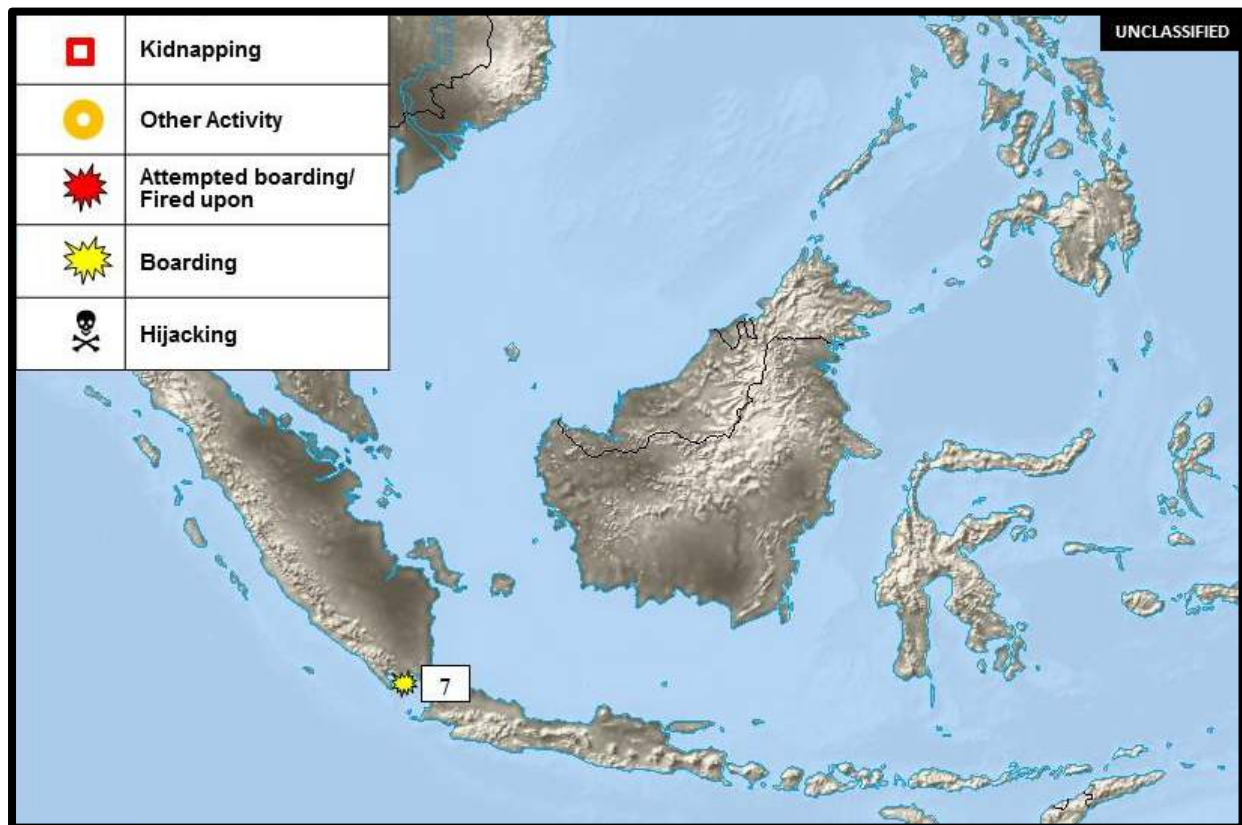 UNCLASSIFIED
Kidnapping
Other Activity
Attempted boarding/
Fired upon
Boarding
Hijacking
7